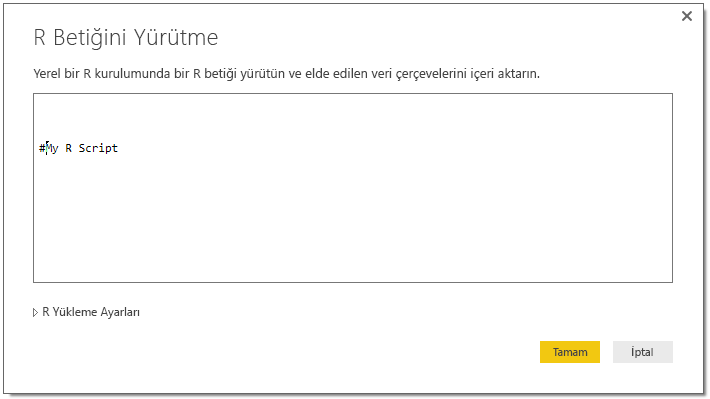 R Betiğini Yürütme
Yerel bir R kurulumunda bir R betiği yürütün ve elde edilen veri çerçevelerini içeri aktarın.
#My R Script
R Yükleme Ayarları
Tamam
İptal